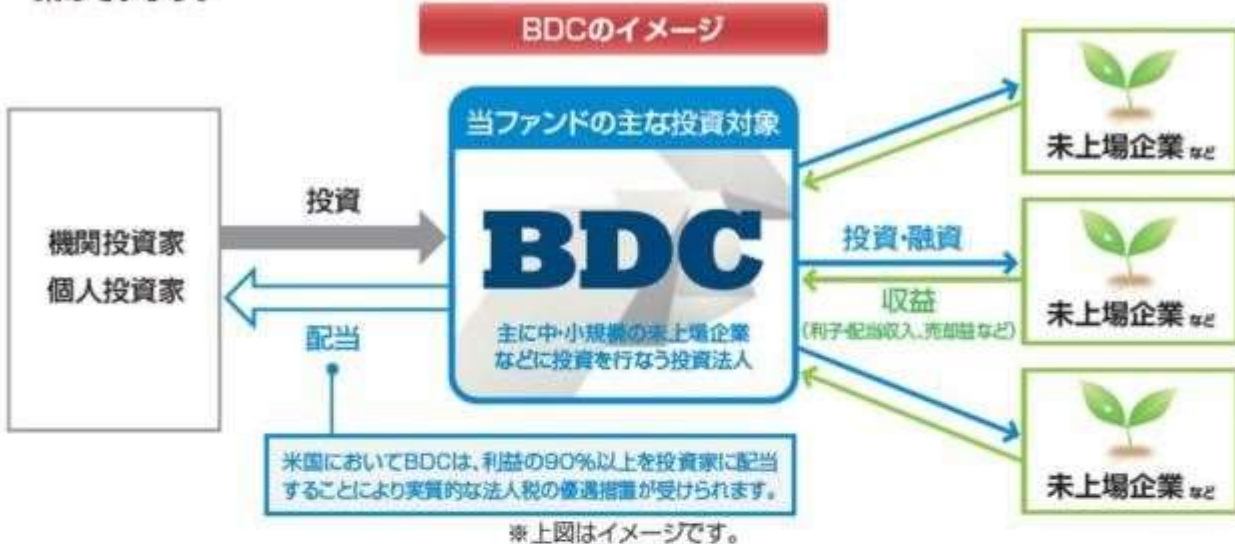 BDCのイメージ
当ファンドの主な投資対象
機関投資家
個人投資家
投資
配当
BDC
主に中・小規模の未上場企業
などに投資を行なう投資法人
投資・融資
収益
(利子・配当収入、売却益など)
未上場企業 など
未上場企業 など
未上場企業 など
米国においてBDCは、利益の90%以上を投資家に配当
することにより実質的な法人税の優遇措置が受けられます。
※上図はイメージです。